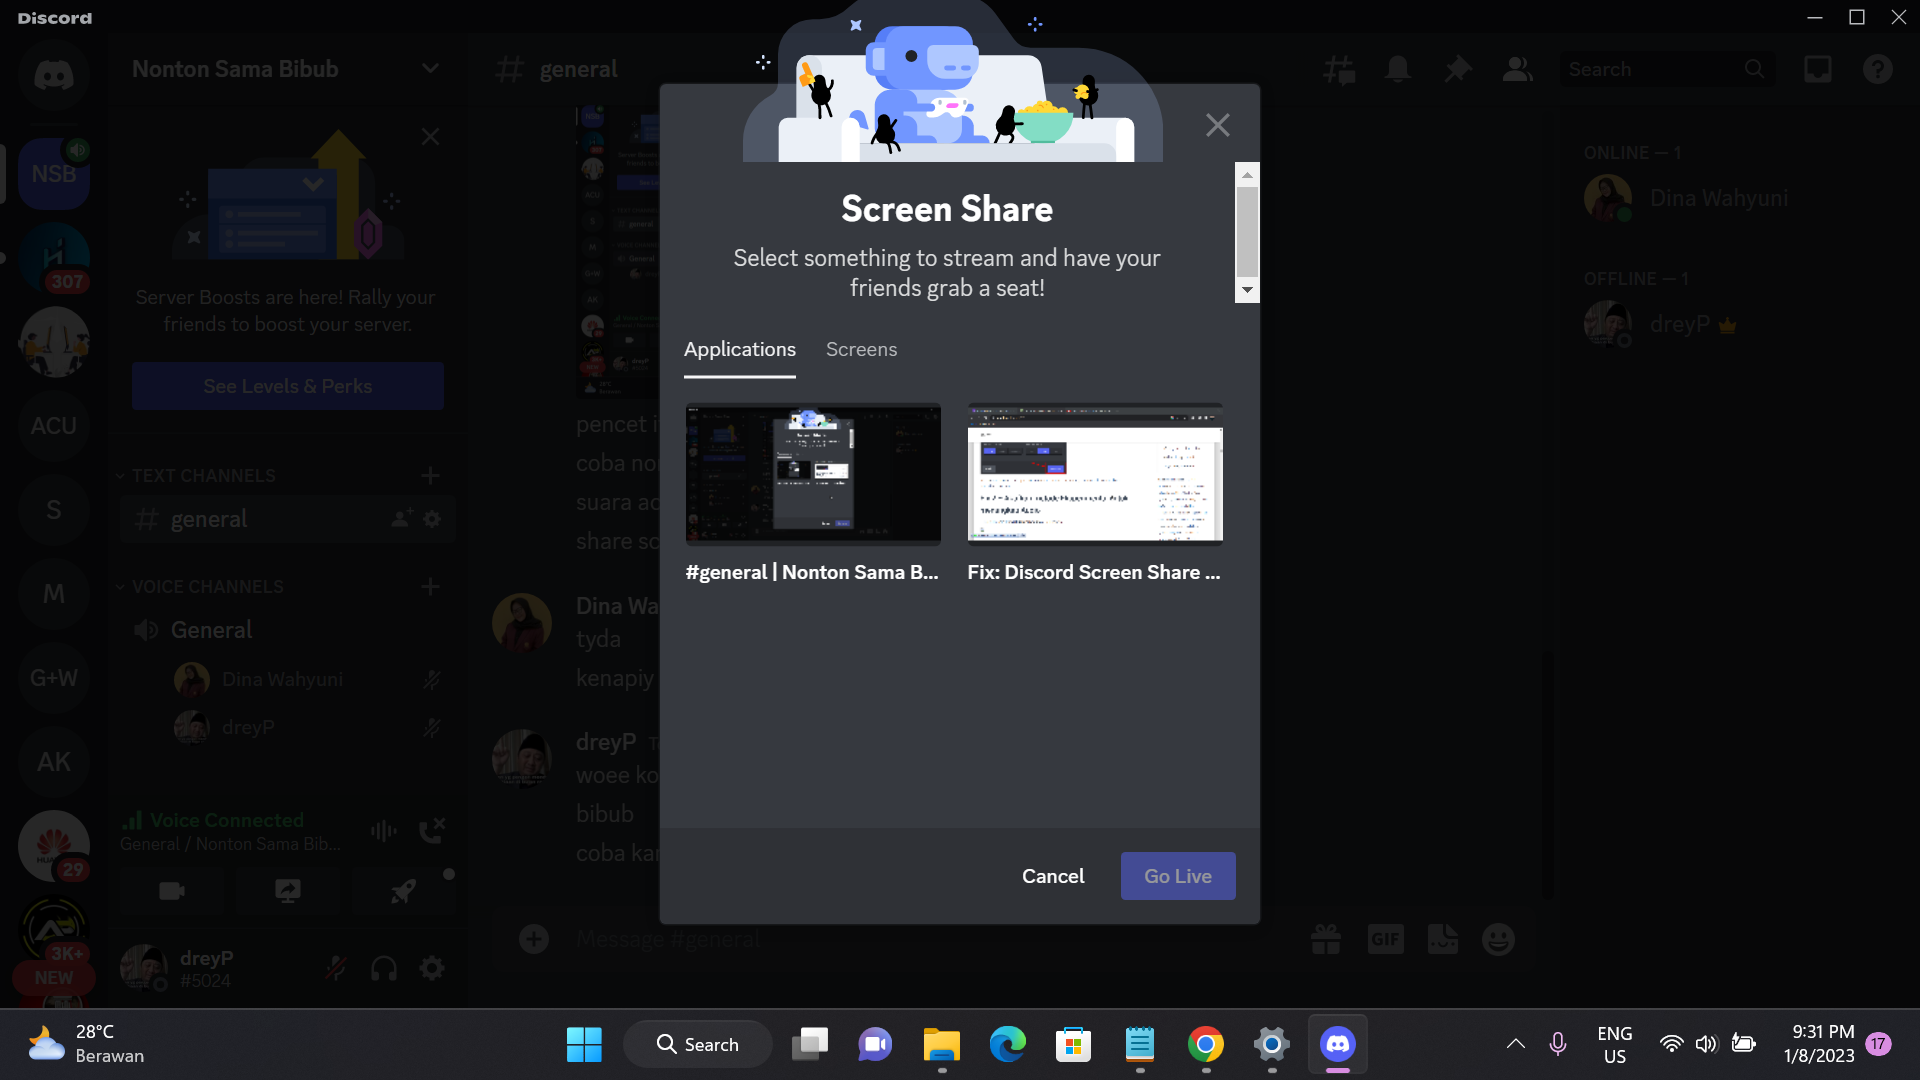 Discord
Nonton Sama Bibub
general
Search
NSB
307
Server Boosts are here! Rally your
friends to boost your server.
See Levels & Perks
ACU
TEXT CHANNELS
general
S
VOICE CHANNELS
M
General
G+W
Dina Wahyuni
dreyP
AK
Voice Connected
General / Nonton Sama Bib...
29
3K+
NEW
dreyP
#5024
pencet i
coba no
suara ac
share sc
Dina Wa
tyda
kenapiy
dreyP
woee ko
bibub
coba kar
Message #general
GIF
ONLINE — 1
Dina Wahyuni
OFFLINE — 1
dreyP
Screen Share
Select something to stream and have your
friends grab a seat!
Applications Screens
#general | Nonton Sama B...
Fix: Discord Screen Share ...
Cancel Go Live
28°C
Berawan
Search
ENG
US
9:31 PM
1/8/2023
17